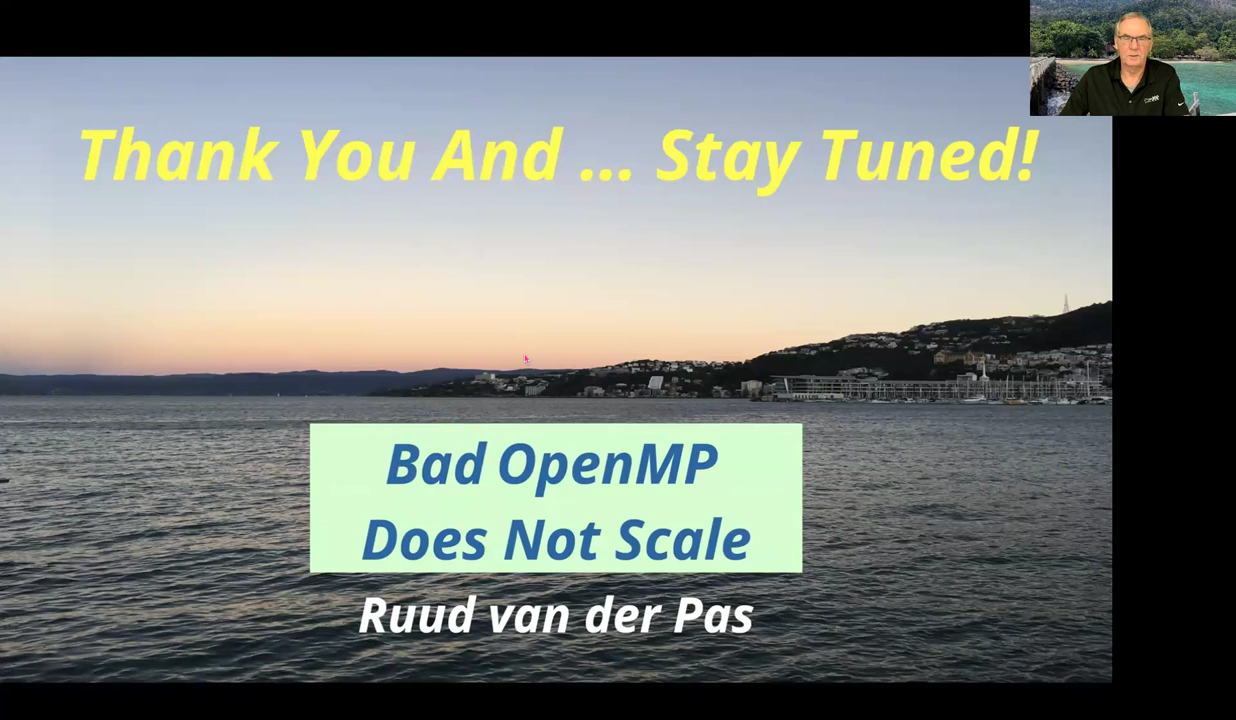 Thank You And ... Stay Tuned!
Bad OpenMP
Does Not Scale
Ruud van der Pas